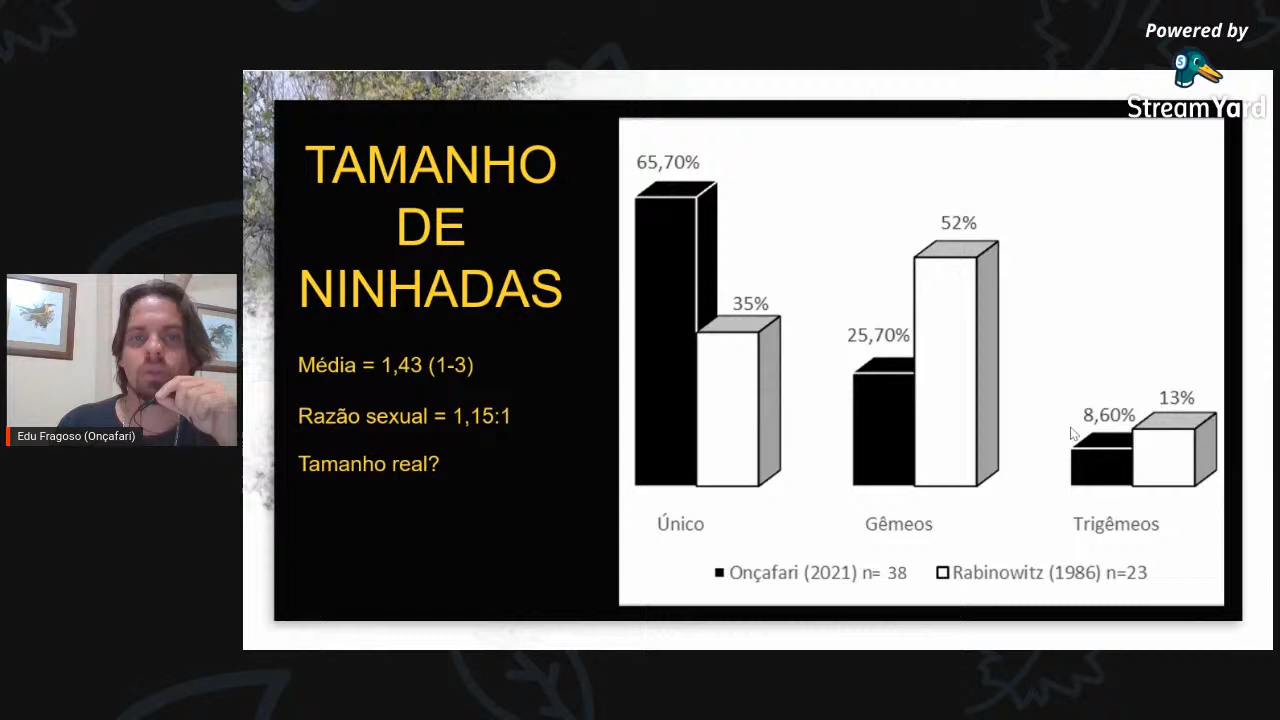 Powered by
StreamYard
TAMANHO
DE
NINHADAS
Média = 1,43 (1-3)
Razão sexual = 1,15:1
Tamanho real?
65,70%
35%
25,70%
52%
8,60%
13%
Único
Gêmeos
Trigêmeos
Onçafari (2021) n= 38
Rabinowitz (1986) n=23
Edu Fragoso (Onçafari)